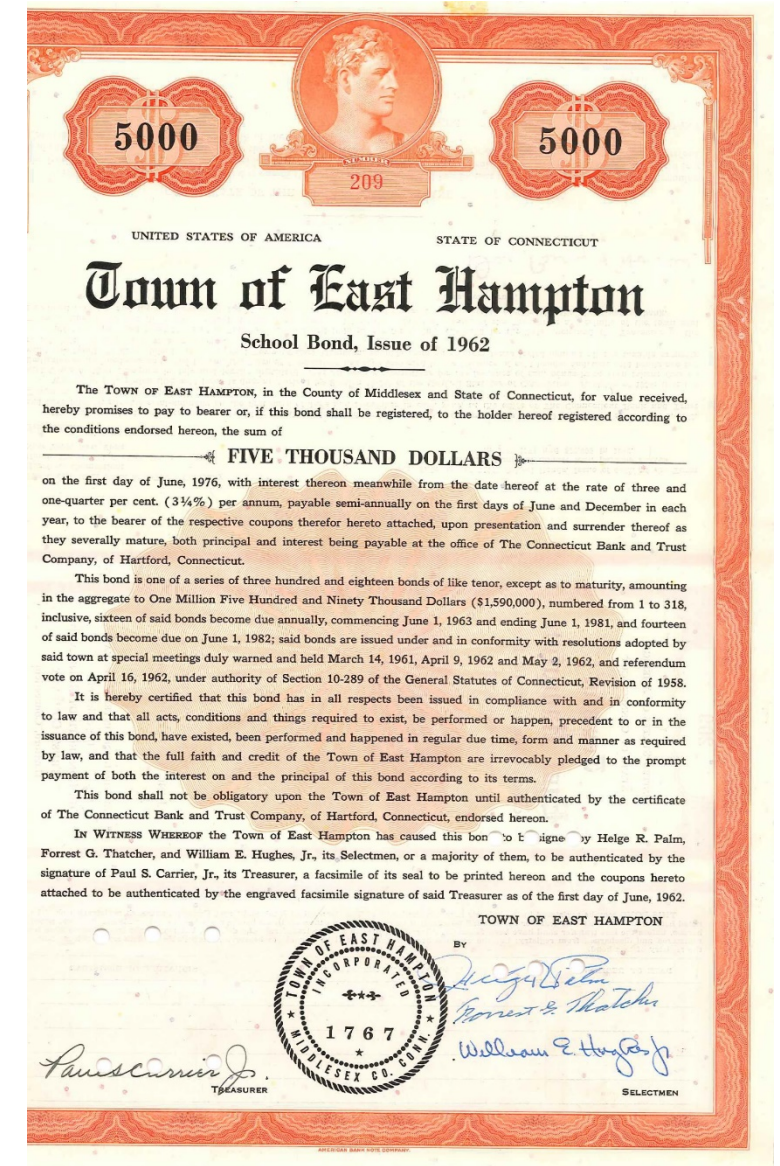 5000
5000
NUMBER
209
UNITED STATES OF AMERICA
STATE OF CONNECTICUT
Town of East Hampton
School Bond, Issue of 1962
The TOWN OF EAST HAMPTON, in the County of Middlesex and State of Connecticut, for value received,
hereby promises to pay to bearer or, if this bond shall be registered, to the holder hereof registered according to
the conditions endorsed hereon, the sum of
FIVE THOUSAND DOLLARS
on the first day of June, 1976, with interest thereon meanwhile from the date hereof at the rate of three and
one-quarter per cent. (3¼%) per annum, payable semi-annually on the first days of June and December in each
year, to the bearer of the respective coupons therefor hereto attached, upon presentation and surrender thereof as
they severally mature, both principal and interest being payable at the office of The Connecticut Bank and Trust
Company, of Hartford, Connecticut.
This bond is one of a series of three hundred and eighteen bonds of like tenor, except as to maturity, amounting
in the aggregate to One Million Five Hundred and Ninety Thousand Dollars ($1,590,000), numbered from 1 to 318,
inclusive, sixteen of said bonds become due annually, commencing June 1, 1963 and ending June 1, 1981, and fourteen
of said bonds become due on June 1, 1982; said bonds are issued under and in conformity with resolutions adopted by
said town at special meetings duly warned and held March 14, 1961, April 9, 1962 and May 2, 1962, and referendum
vote on April 16, 1962, under authority of Section 10-289 of the General Statutes of Connecticut, Revision of 1958.
It is hereby certified that this bond has in all respects been issued in compliance with and in conformity
to law and that all acts, conditions and things required to exist, be performed or happen, precedent to or in the
issuance of this bond, have existed, been performed and happened in regular due time, form and manner as required
by law, and that the full faith and credit of the Town of East Hampton are irrevocably pledged to the prompt
payment of both the interest on and the principal of this bond according to its terms.
This bond shall not be obligatory upon the Town of East Hampton until authenticated by the certificate
of The Connecticut Bank and Trust Company, of Hartford, Connecticut, endorsed hereon.
IN WITNESS WHEREOF the Town of East Hampton has caused this bon to b signe by Helge R. Palm,
Forrest G. Thatcher, and William E. Hughes, Jr., its Selectmen, or a majority of them, to be authenticated by the
signature of Paul S. Carrier, Jr., its Treasurer, a facsimile of its seal to be printed hereon and the coupons hereto
attached to be authenticated by the engraved facsimile signature of said Treasurer as of the first day of June, 1962.
TOWN OF EAST HAMPTON
BY
Helge R Palm
Forrest G. Thatcher
William E. Hughes Jr
SELECTMEN
TOWN OF EAST HAMPTON
INCORPORATED
1767
MIDDLESEX CO. CONN.
Paul S Carrier Jr.
TREASURER
AMERICAN BANK NOTE COMPANY.